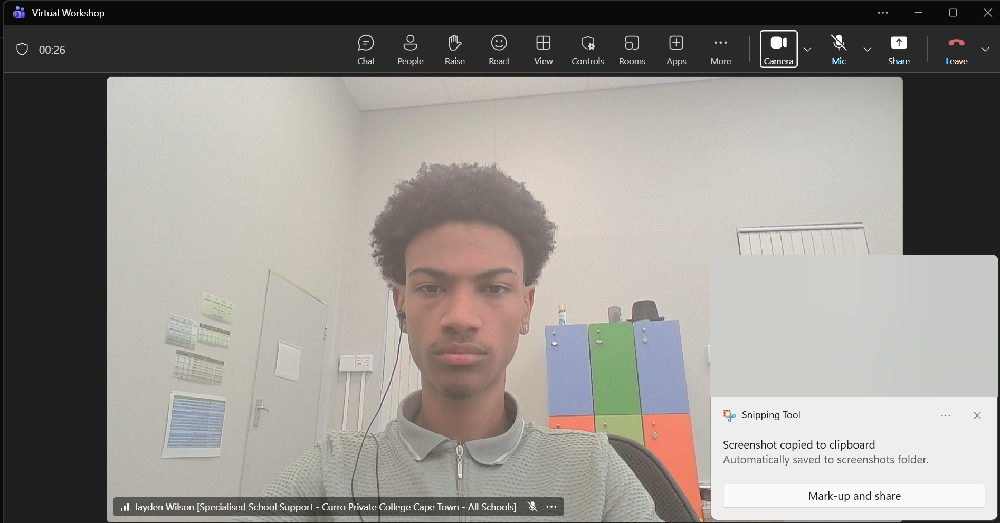 Virtual Workshop
00:26
Chat
People
Raise
React
View
Controls
Rooms
Apps
More
Camera
Mic
Share
Leave
Snipping Tool
Screenshot copied to clipboard
Automatically saved to screenshots folder.
Mark-up and share
Jayden Wilson [Specialised School Support - Curro Private College Cape Town - All Schools]